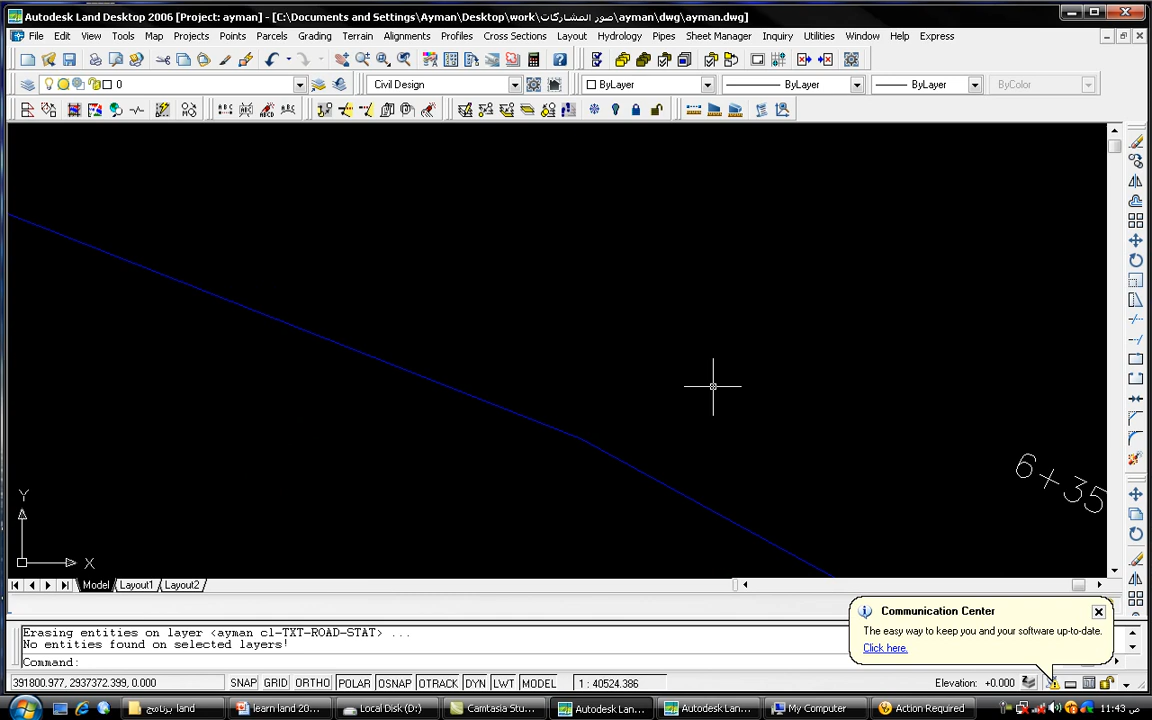 Autodesk Land Desktop 2006 [Project: ayman] - [C:\Documents and Settings\Ayman\Desktop\work\صور المشاركات\ayman\dwg\ayman.dwg]
File Edit View Tools Map Projects Points Parcels Grading Terrain Alignments Profiles Cross Sections Layout Hydrology Pipes Sheet Manager Inquiry Utilities Window Help Express
0 Civil Design ByLayer ByLayer ByLayer ByColor
6+35
Y
X
Model Layout1 Layout2
Communication Center
The easy way to keep you and your software up-to-date.
Click here.
Erasing entities on layer <ayman cl-TXT-ROAD-STAT> ...
No entities found on selected layers!
Command:
391800.977, 2937372.399, 0.000 SNAP GRID ORTHO POLAR OSNAP OTRACK DYN LWT MODEL 1 : 40524.386 Elevation: +0.000
برنامج land learn land 20... Local Disk (D:) Camtasia Stu... Autodesk Lan... Autodesk Lan... My Computer Action Required 11:43 ص